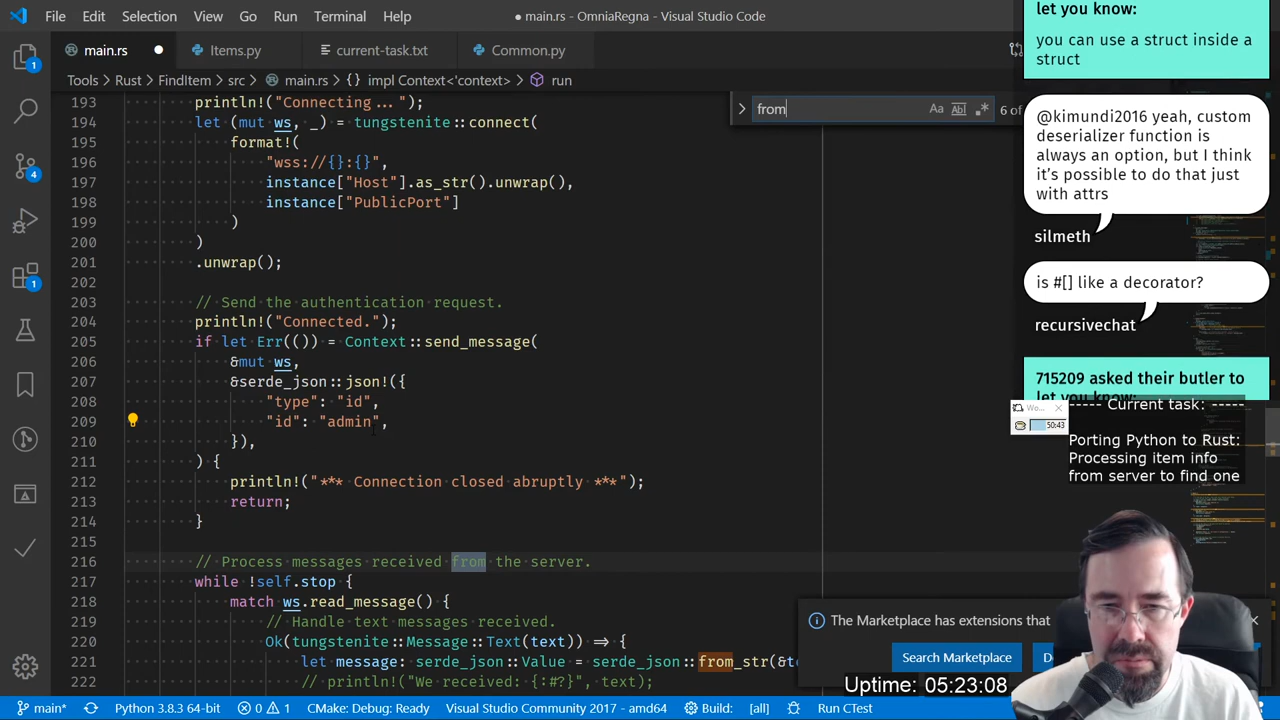 File Edit Selection View Go Run Terminal Help
● main.rs - OmniaRegna - Visual Studio Code
main.rs
Items.py
current-task.txt
Common.py
Tools > Rust > FindItem > src > main.rs > {} impl Context<'context> > run
from
6 of
193 println!("Connecting...");
194 let (mut ws, _) = tungstenite::connect(
195 format!(
196 "wss://{}:{}",
197 instance["Host"].as_str().unwrap(),
198 instance["PublicPort"]
199 )
200 )
201 .unwrap();
202
203 // Send the authentication request.
204 println!("Connected.");
205 if let Err(()) = Context::send_message(
206 &mut ws,
207 &serde_json::json!({
208 "type": "id",
209 "id": "admin",
210 }),
211 ) {
212 println!("*** Connection closed abruptly ***");
213 return;
214 }
215
216 // Process messages received from the server.
217 while !self.stop {
218 match ws.read_message() {
219 // Handle text messages received.
220 Ok(tungstenite::Message::Text(text)) => {
221 let message: serde_json::Value = serde_json::from_str(&te
222 // println!("We received: {:#?}", text);
let you know:
you can use a struct inside a
struct
@kimundi2016 yeah, custom
deserializer function is
always an option, but I think
it's possible to do that just
with attrs
silmeth
is #[] like a decorator?
recursivechat
715209 asked their butler to
let you know:
Wo...
50:43
----- Current task: -----
Porting Python to Rust:
Processing item info
from server to find one
The Marketplace has extensions that
Search Marketplace
D
Uptime: 05:23:08
1
4
1
main*
Python 3.8.3 64-bit
0
1
CMake: Debug: Ready
Visual Studio Community 2017 - amd64
Build:
[all]
Run CTest